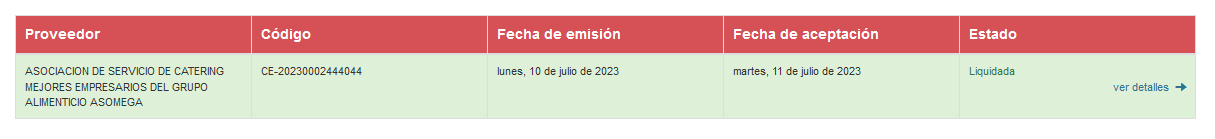 Proveedor Código Fecha de emisión Fecha de aceptación Estado
ASOCIACION DE SERVICIO DE CATERING MEJORES EMPRESARIOS DEL GRUPO ALIMENTICIO ASOMEGA CE-20230002444044 lunes, 10 de julio de 2023 martes, 11 de julio de 2023 Liquidada
ver detalles